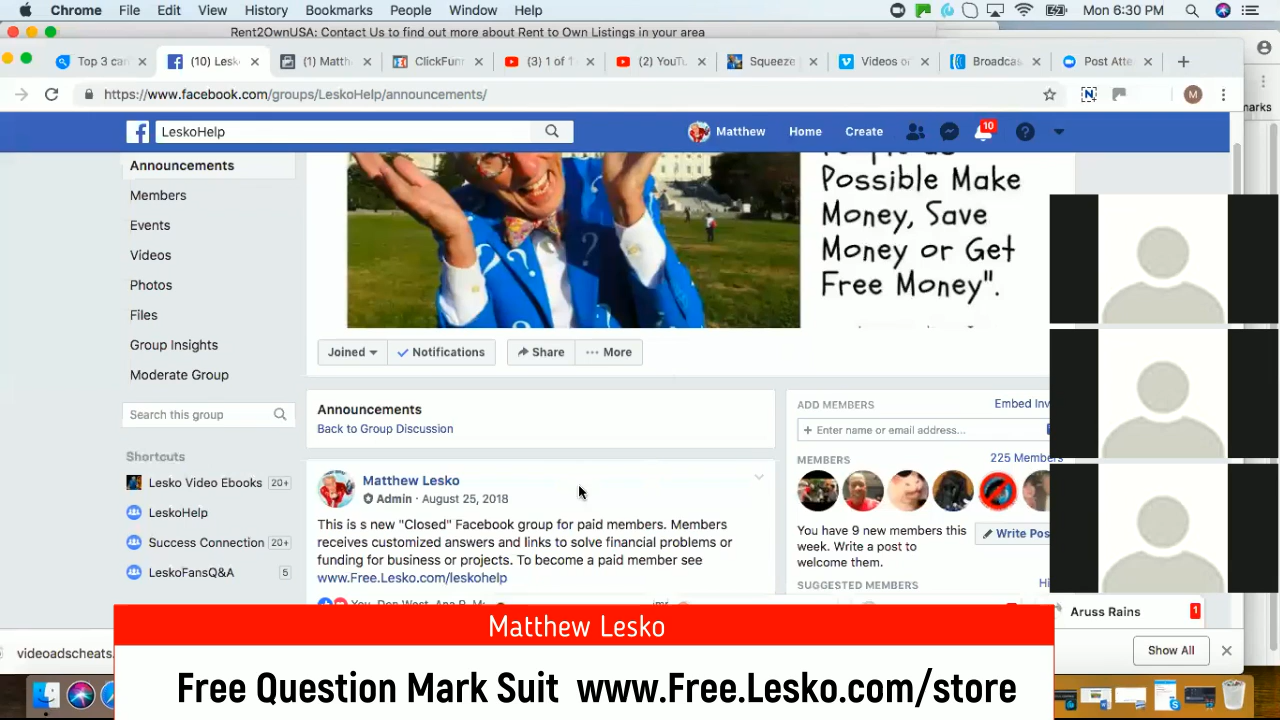 Chrome File Edit View History Bookmarks People Window Help Mon 6:30 PM
Rent2OwnUSA: Contact Us to find out more about Rent to Own Listings in your area
Top 3 can (10) Lesk (1) Matth ClickFunn (3) 1 of 1 (2) YouTu Squeeze Videos on Broadcas Post Atte
https://www.facebook.com/groups/LeskoHelp/announcements/ N M
LeskoHelp Matthew Home Create 10
Announcements
Members
Events
Videos
Photos
Files
Group Insights
Moderate Group
Search this group
Shortcuts
Lesko Video Ebooks 20+
LeskoHelp
Success Connection 20+
LeskoFansQ&A 5
Possible Make
Money, Save
Money or Get
Free Money".
Joined Notifications Share More
Announcements
Back to Group Discussion
Matthew Lesko
Admin · August 25, 2018
This is s new "Closed" Facebook group for paid members. Members
receives customized answers and links to solve financial problems or
funding for business or projects. To become a paid member see
www.Free.Lesko.com/leskohelp
ADD MEMBERS Embed Inv
+ Enter name or email address...
MEMBERS 225 Members
You have 9 new members this
week. Write a post to
welcome them.
Write Pos
SUGGESTED MEMBERS
Aruss Rains 1
videoadscheats.
Show All
Matthew Lesko
Free Question Mark Suit www.Free.Lesko.com/store